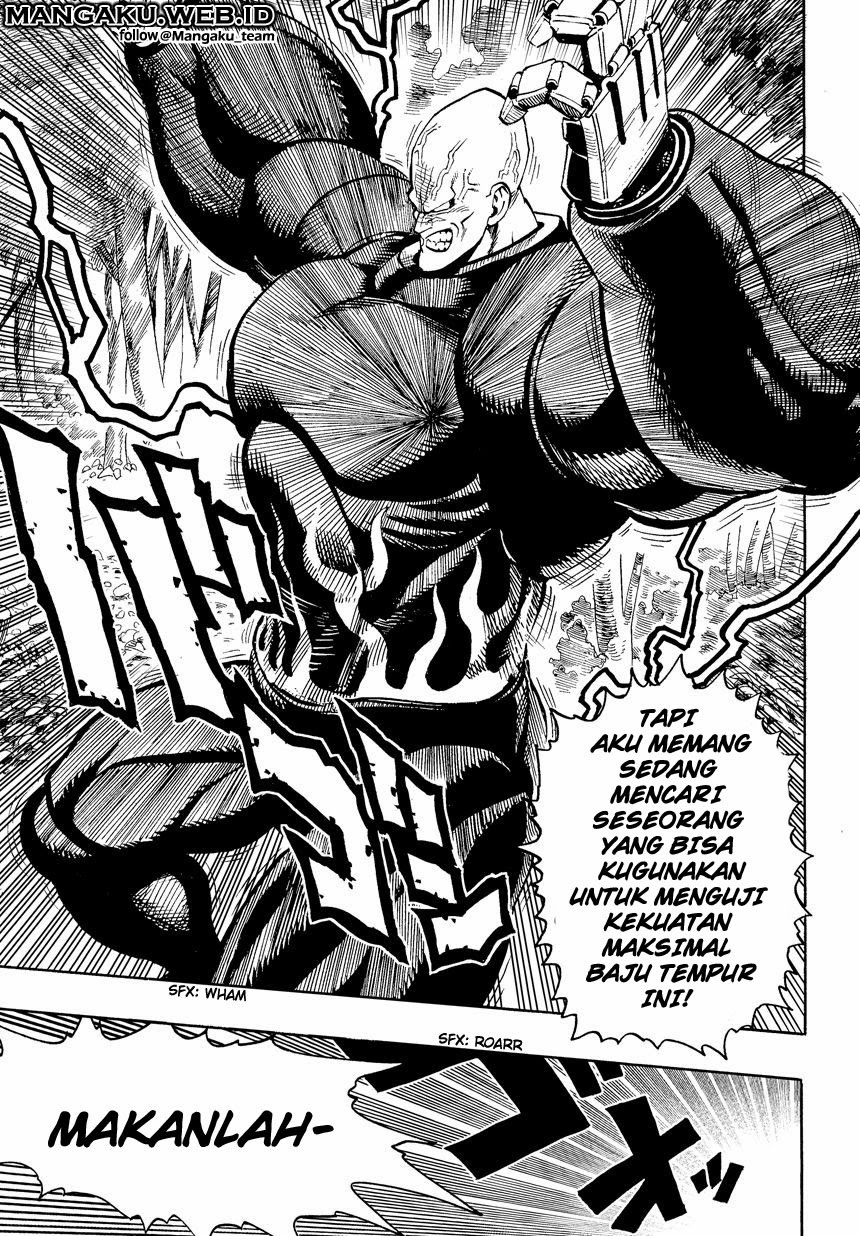 MANGAKU.WEB.ID
follow @Mangaku_team
TAPI
AKU MEMANG
SEDANG
MENCARI
SESEORANG
YANG BISA
KUGUNAKAN
UNTUK MENGUJI
KEKUATAN
MAKSIMAL
BAJU TEMPUR
INI!
SFX: WHAM
SFX: ROARR
MAKANLAH-